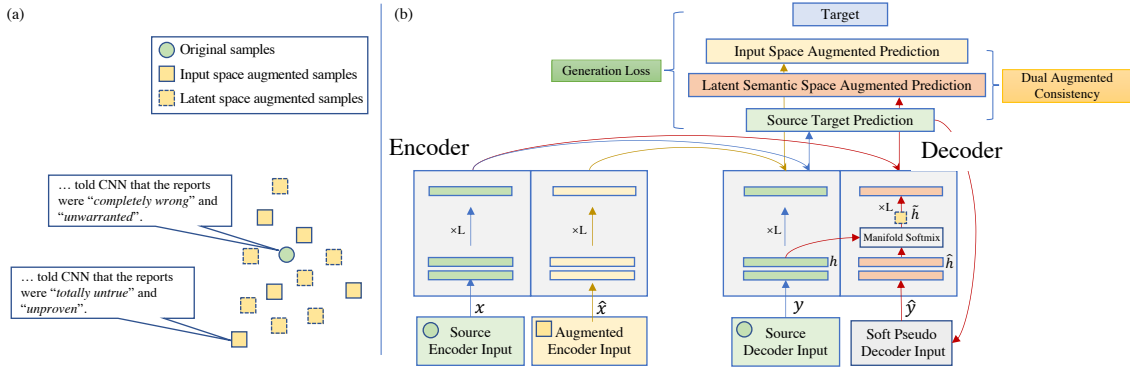 (a)
Original samples
Input space augmented samples
Latent space augmented samples
… told CNN that the reports
were “completely wrong” and
“unwarranted”.
… told CNN that the reports
were “totally untrue” and
“unproven”.
(b)
Target
Input Space Augmented Prediction
Generation Loss
Latent Semantic Space Augmented Prediction
Dual Augmented
Consistency
Source Target Prediction
Encoder
Decoder
×L
×L
×L
×L
h̃
Manifold Softmix
h
ĥ
x
x̂
y
ŷ
Source
Encoder Input
Augmented
Encoder Input
Source
Decoder Input
Soft Pseudo
Decoder Input